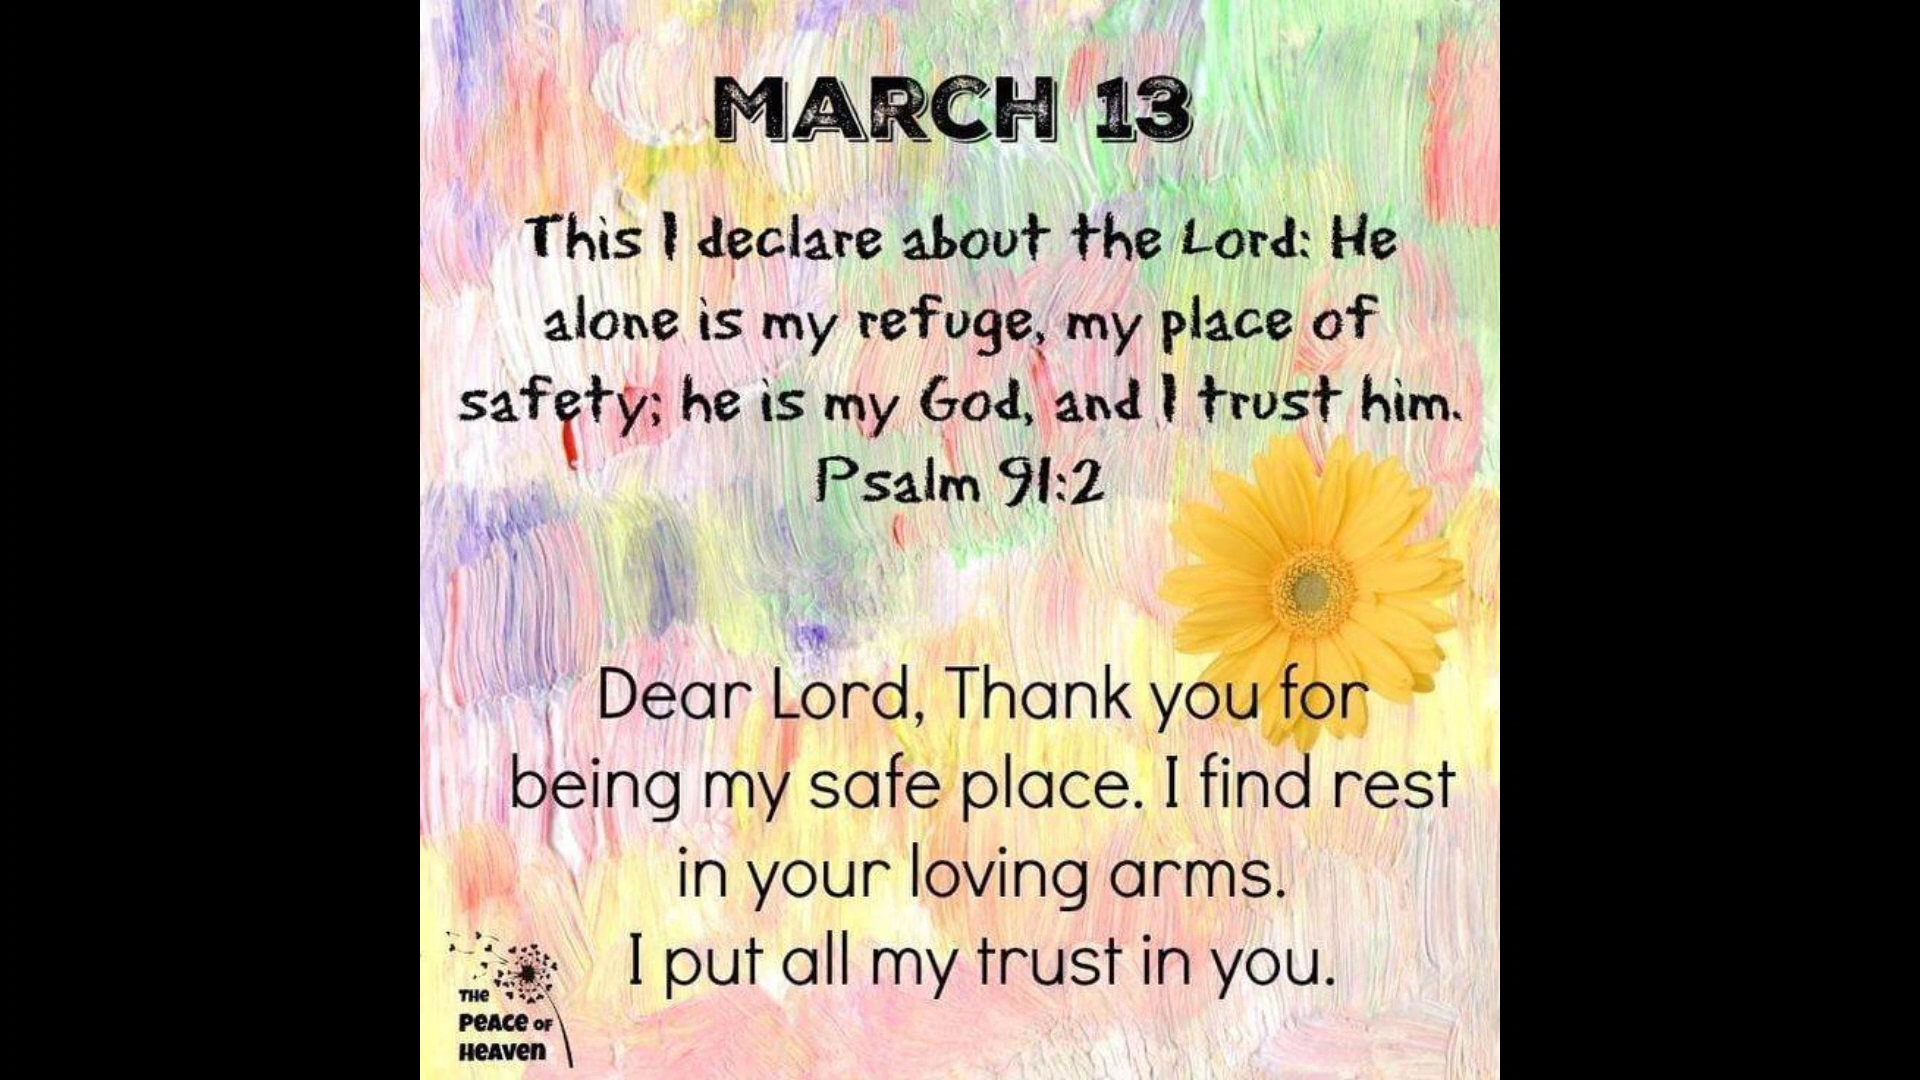 MARCH 13
This I declare about the Lord: He
alone is my refuge, my place of
safety; he is my God, and I trust him.
Psalm 91:2
Dear Lord, Thank you for
being my safe place. I find rest
in your loving arms.
I put all my trust in you.
THE
PEACE OF
HEAVEN